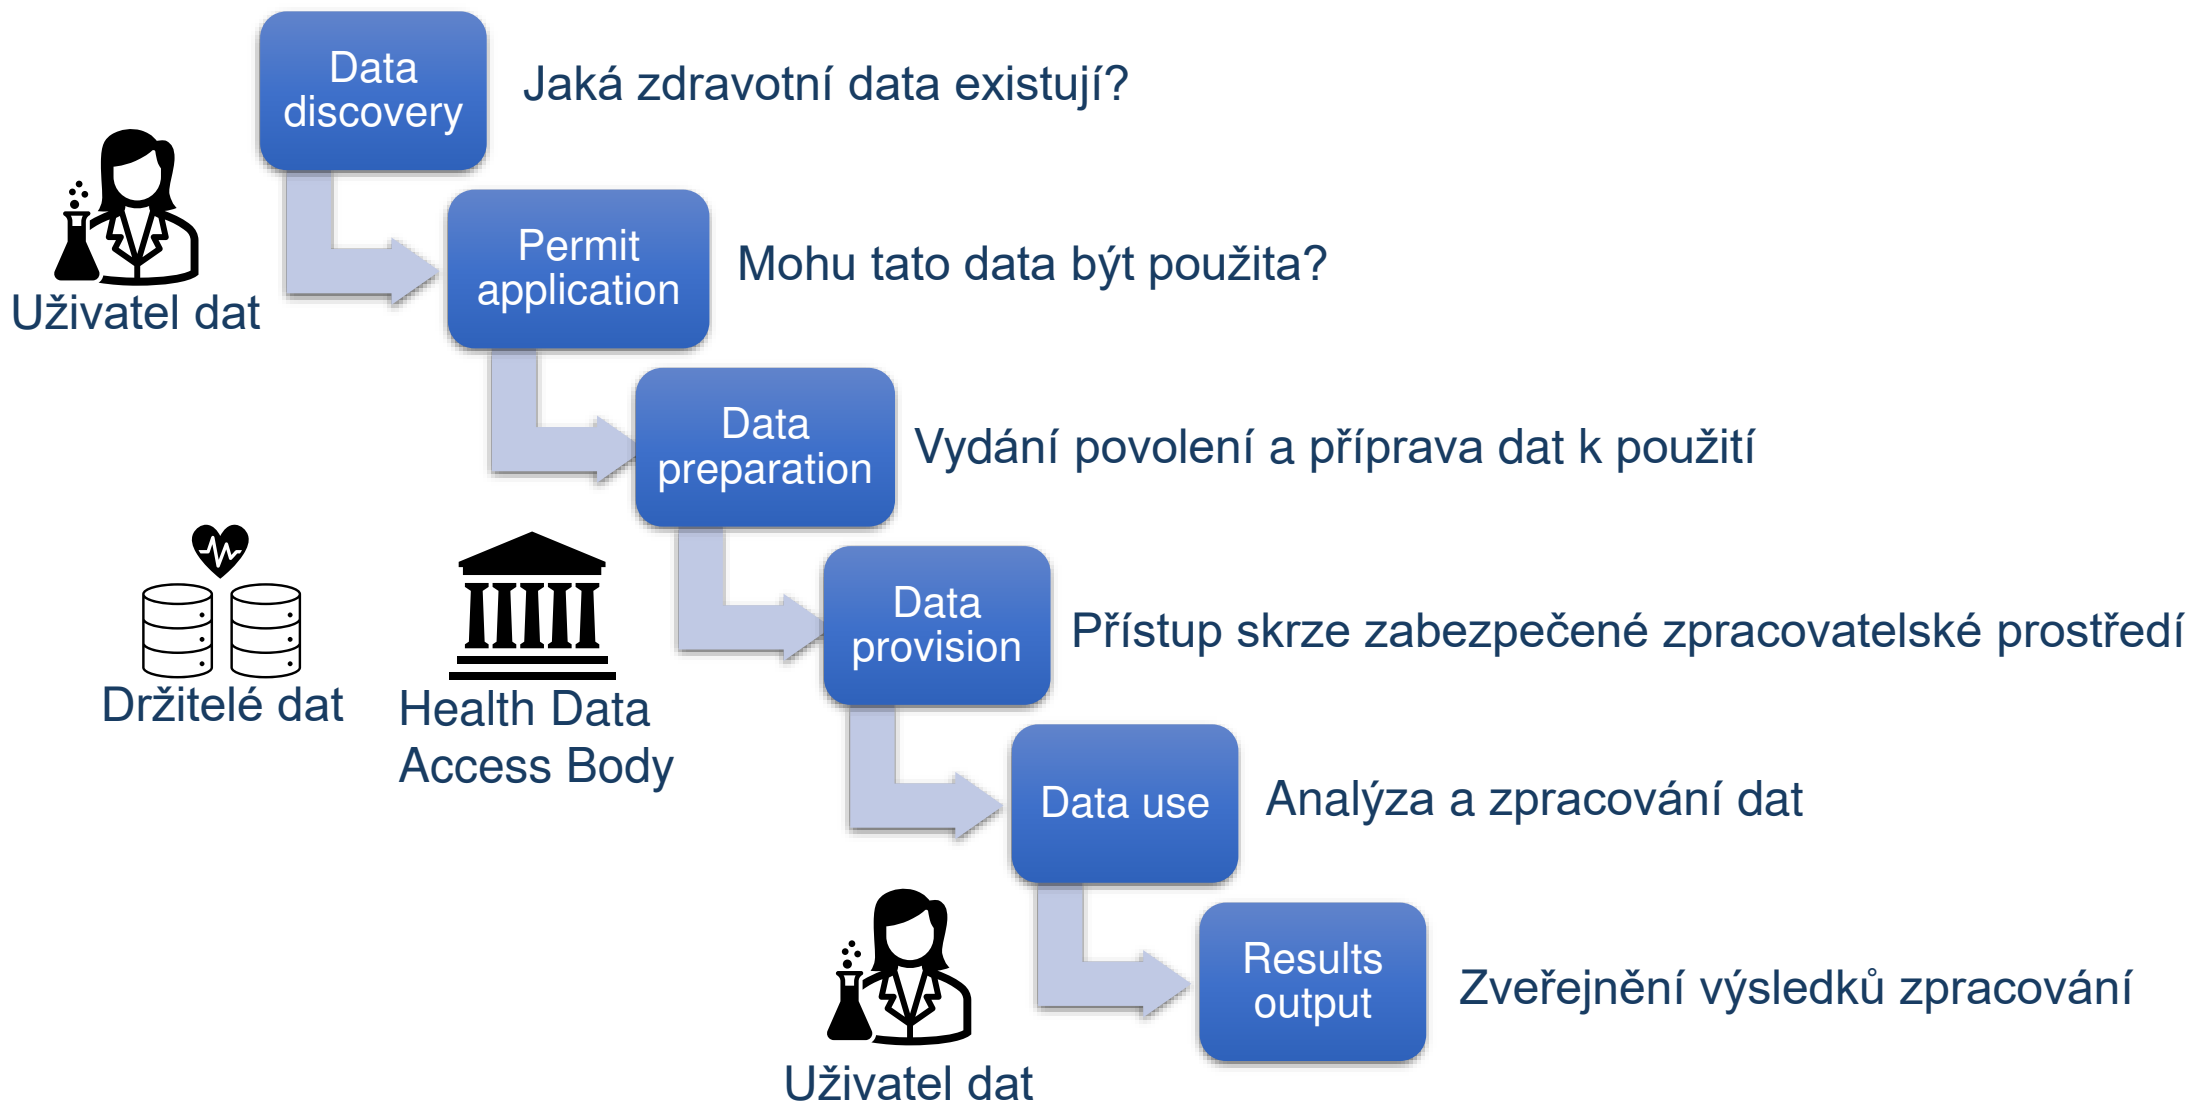 Data
discovery
Jaká zdravotní data existují?
Uživatel dat
Permit
application
Mohu tato data být použita?
Data
preparation
Vydání povolení a příprava dat k použití
Držitelé dat
Health Data
Access Body
Data
provision
Přístup skrze zabezpečené zpracovatelské prostředí
Data use
Analýza a zpracování dat
Uživatel dat
Results
output
Zveřejnění výsledků zpracování